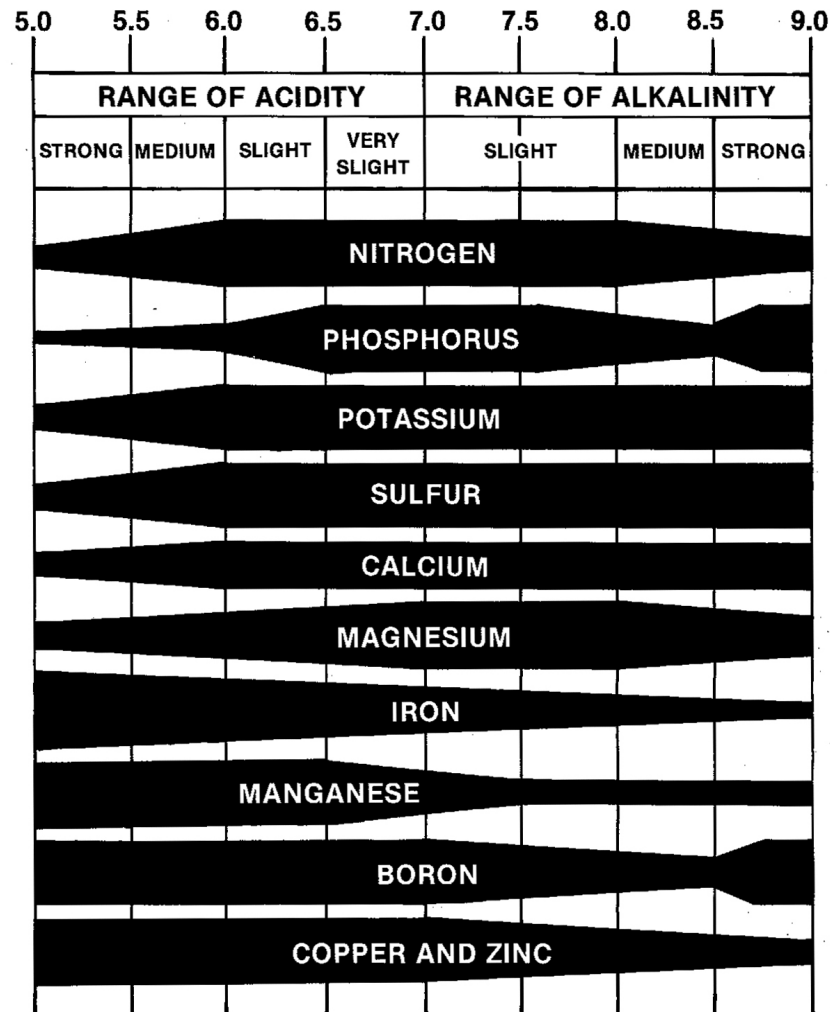 5.0 5.5 6.0 6.5 7.0 7.5 8.0 8.5 9.0
RANGE OF ACIDITY RANGE OF ALKALINITY
STRONG MEDIUM SLIGHT VERY SLIGHT SLIGHT MEDIUM STRONG
NITROGEN
PHOSPHORUS
POTASSIUM
SULFUR
CALCIUM
MAGNESIUM
IRON
MANGANESE
BORON
COPPER AND ZINC